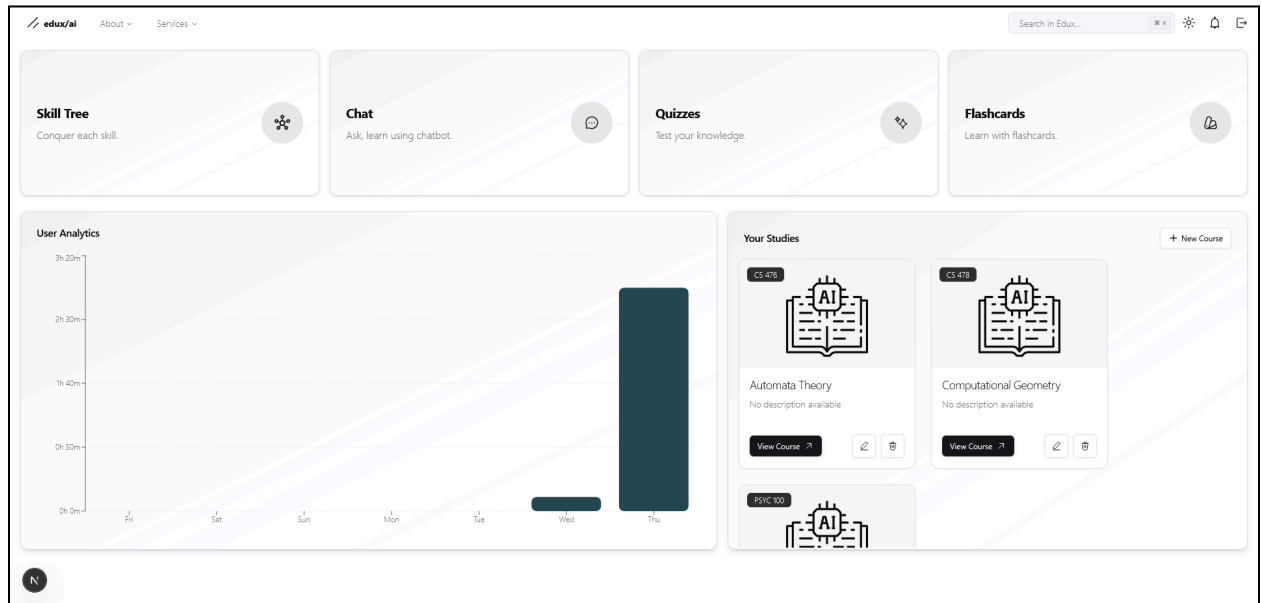 edux/ai About Services Search in Edux... ⌘ K
Skill Tree
Conquer each skill.
Chat
Ask, learn using chatbot.
Quizzes
Test your knowledge.
Flashcards
Learn with flashcards.
User Analytics
3h 20m
2h 30m
1h 40m
0h 50m
0h 0m
Fri Sat Sun Mon Tue Wed Thu
Your Studies
+ New Course
CS 476
AI
Automata Theory
No description available
View Course
CS 478
AI
Computational Geometry
No description available
View Course
PSYC 100
AI
N